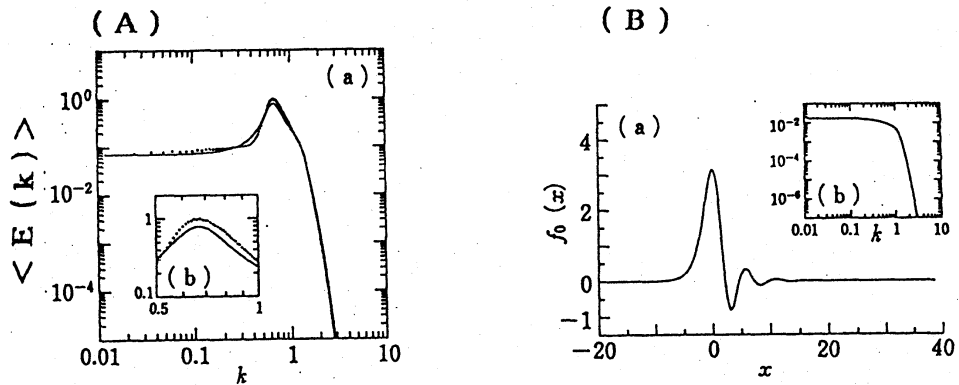 (A)
(a)
<E(k)>
10^0
10^-2
10^-4
0.01 0.1 1 10
k
1
0.1
(b)
0.5 1
(B)
(a)
f_0 (x)
4
2
0
-1
-20 0 20 40
x
10^-2
10^-4
10^-6
(b)
0.01 0.1 k 1 10